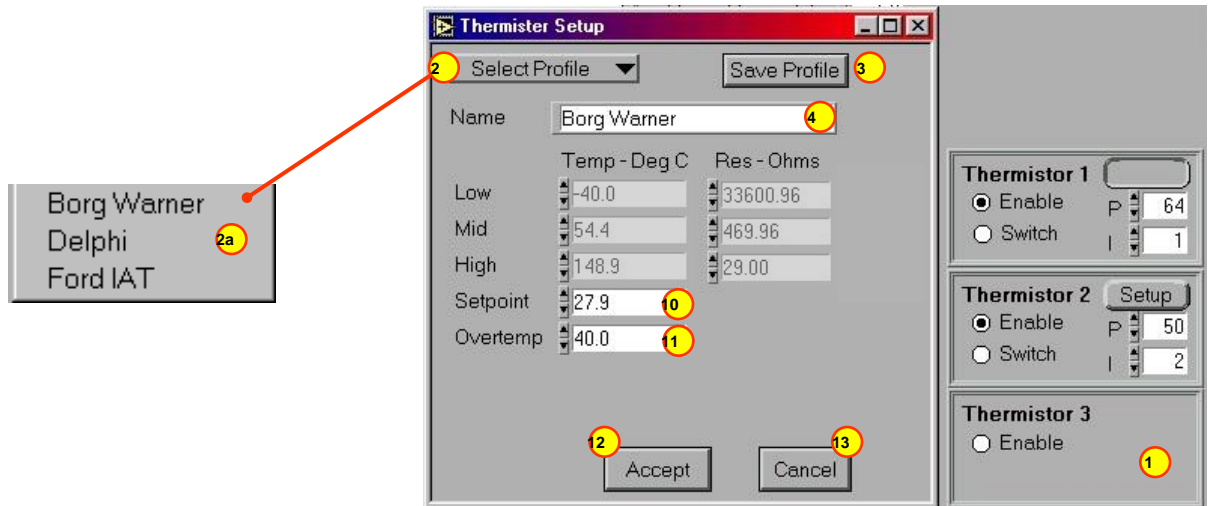 Thermister Setup
2 Select Profile
Save Profile 3
Name Borg Warner 4
Temp - Deg C Res - Ohms
Low -40.0 33600.96
Mid 54.4 469.96
High 148.9 29.00
Setpoint 27.9 10
Overtemp 40.0 11
12 Accept
13 Cancel
Borg Warner
Delphi 2a
Ford IAT
Thermistor 1
Enable P 64
Switch I 1
Thermistor 2 Setup
Enable P 50
Switch I 2
Thermistor 3
Enable
1